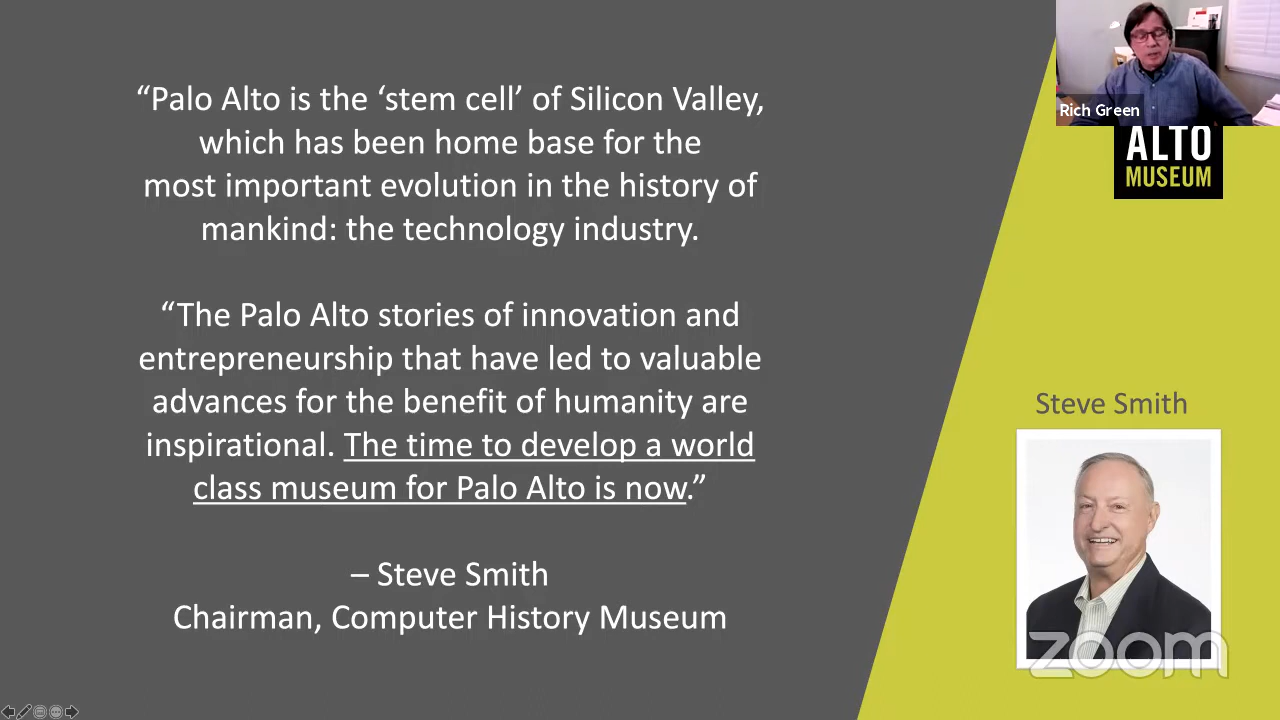 “Palo Alto is the ‘stem cell’ of Silicon Valley,
which has been home base for the
most important evolution in the history of
mankind: the technology industry.
“The Palo Alto stories of innovation and
entrepreneurship that have led to valuable
advances for the benefit of humanity are
inspirational. The time to develop a world
class museum for Palo Alto is now.”
– Steve Smith
Chairman, Computer History Museum
Rich Green
ALTO
MUSEUM
Steve Smith
zoom